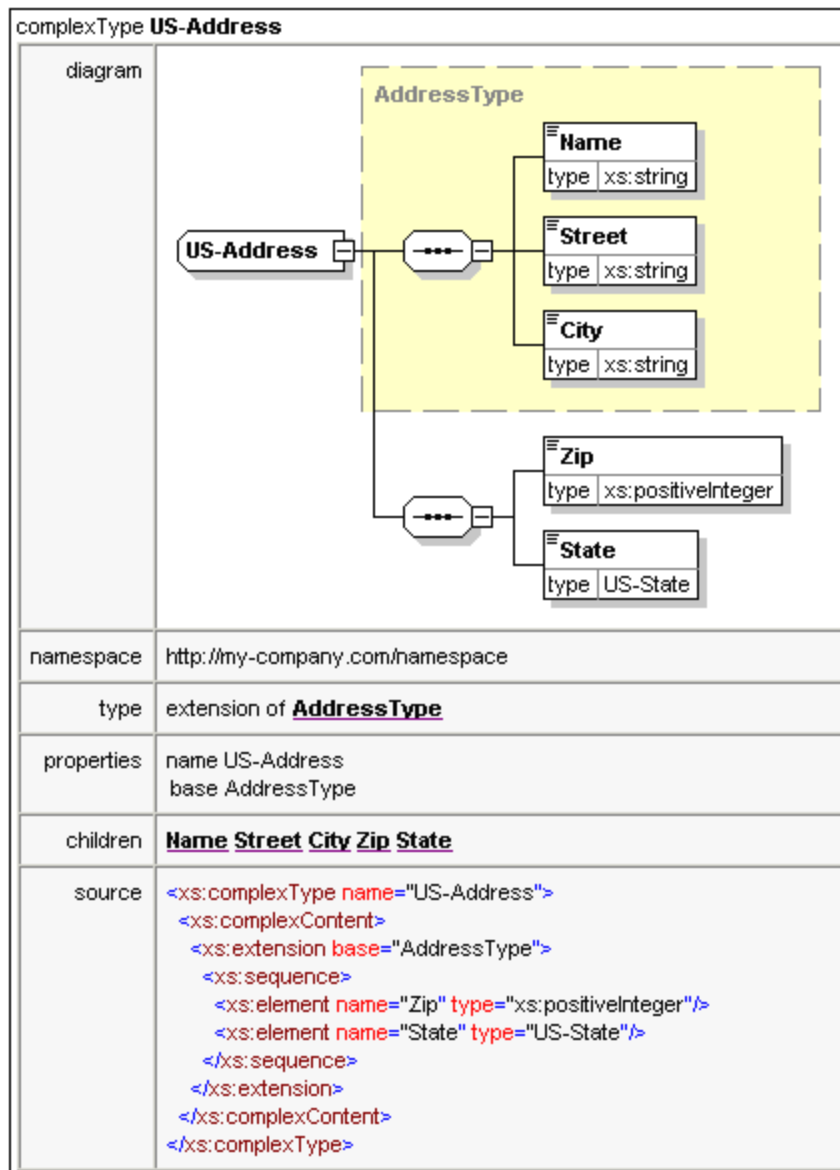 complexType US-Address
diagram
AddressType
Name
type xs:string
US-Address
Street
type xs:string
City
type xs:string
Zip
type xs:positiveInteger
State
type US-State
namespace http://my-company.com/namespace
type extension of AddressType
properties name US-Address
base AddressType
children Name Street City Zip State
source <xs:complexType name="US-Address">
<xs:complexContent>
<xs:extension base="AddressType">
<xs:sequence>
<xs:element name="Zip" type="xs:positiveInteger"/>
<xs:element name="State" type="US-State"/>
</xs:sequence>
</xs:extension>
</xs:complexContent>
</xs:complexType>